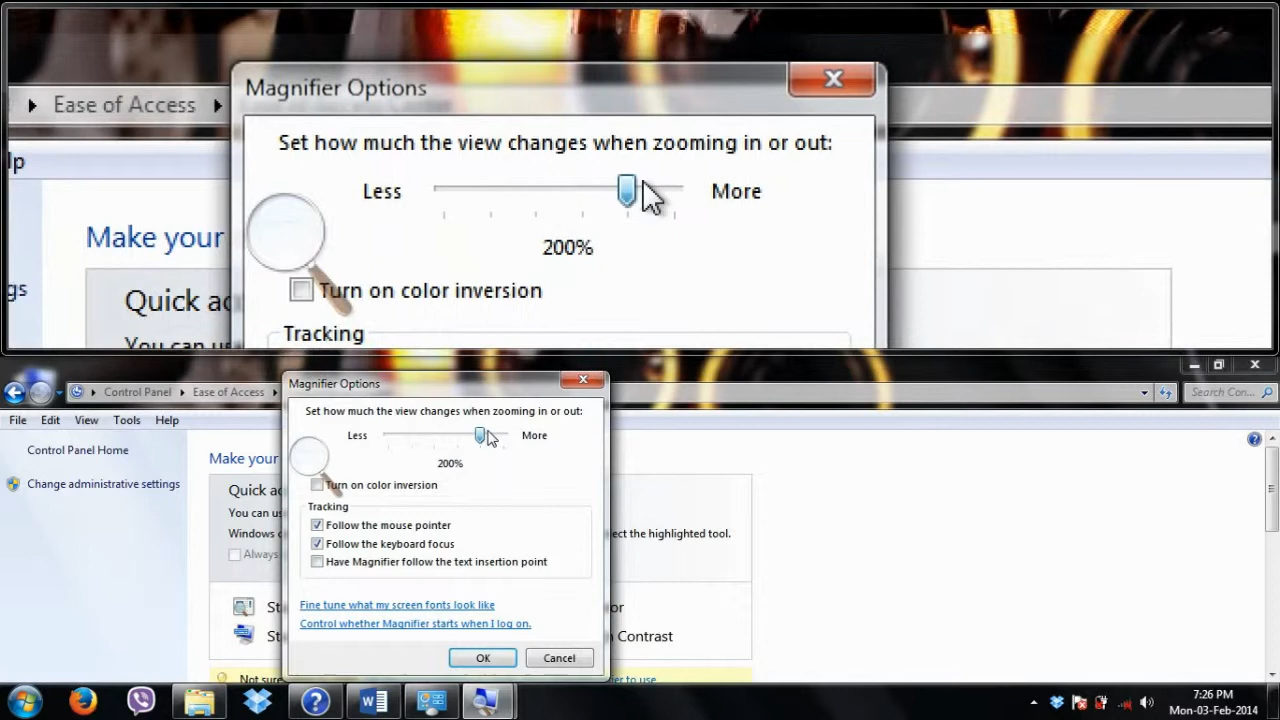 Magnifier Options
Ease of Access
Set how much the view changes when zooming in or out:
lp
Less More
Make your
200%
gs
Turn on color inversion
Quick ac
Tracking
You can us
Control Panel Ease of Access
Magnifier Options
Search Con...
File Edit View Tools Help
Set how much the view changes when zooming in or out:
Less More
Control Panel Home
Make your
200%
Change administrative settings
Turn on color inversion
Quick ac
Tracking
You can us
Follow the mouse pointer
Windows c
ect the highlighted tool.
Follow the keyboard focus
Always
Have Magnifier follow the text insertion point
Fine tune what my screen fonts look like
St
or
Control whether Magnifier starts when I log on.
St
n Contrast
OK Cancel
Not sure
er to use
7:26 PM
Mon-03-Feb-2014